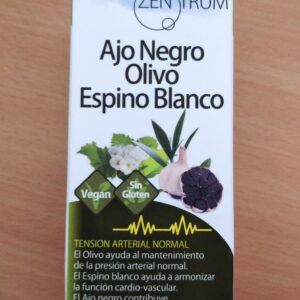 ZENTRUM
Ajo Negro
Olivo
Espino Blanco
Vegan
Sin
Gluten
TENSION ARTERIAL NORMAL
El Olivo ayuda al mantenimiento
de la presión arterial normal.
El Espino blanco ayuda a armonizar
la función cardio-vascular.
El Ajo negro contribuye